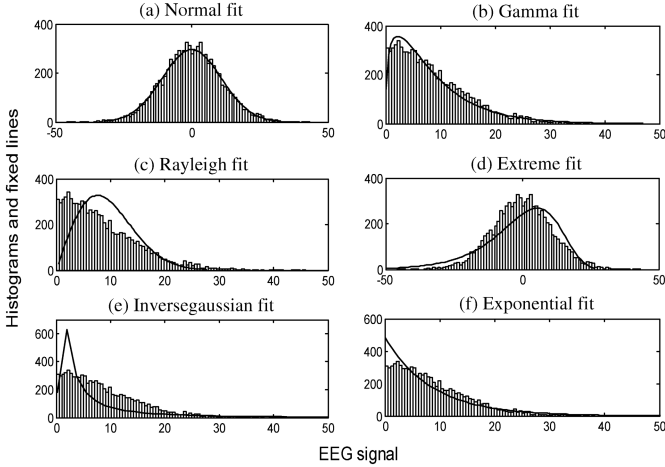 (a) Normal fit
400
200
0
-50 0 50
(b) Gamma fit
400
200
0
0 10 20 30 40 50
(c) Rayleigh fit
400
200
0
0 10 20 30 40 50
(d) Extreme fit
400
200
0
-50 0 50
(e) Inversegaussian fit
600
400
200
0
0 10 20 30 40 50
(f) Exponential fit
600
400
200
0
0 10 20 30 40 50
Histograms and fixed lines
EEG signal